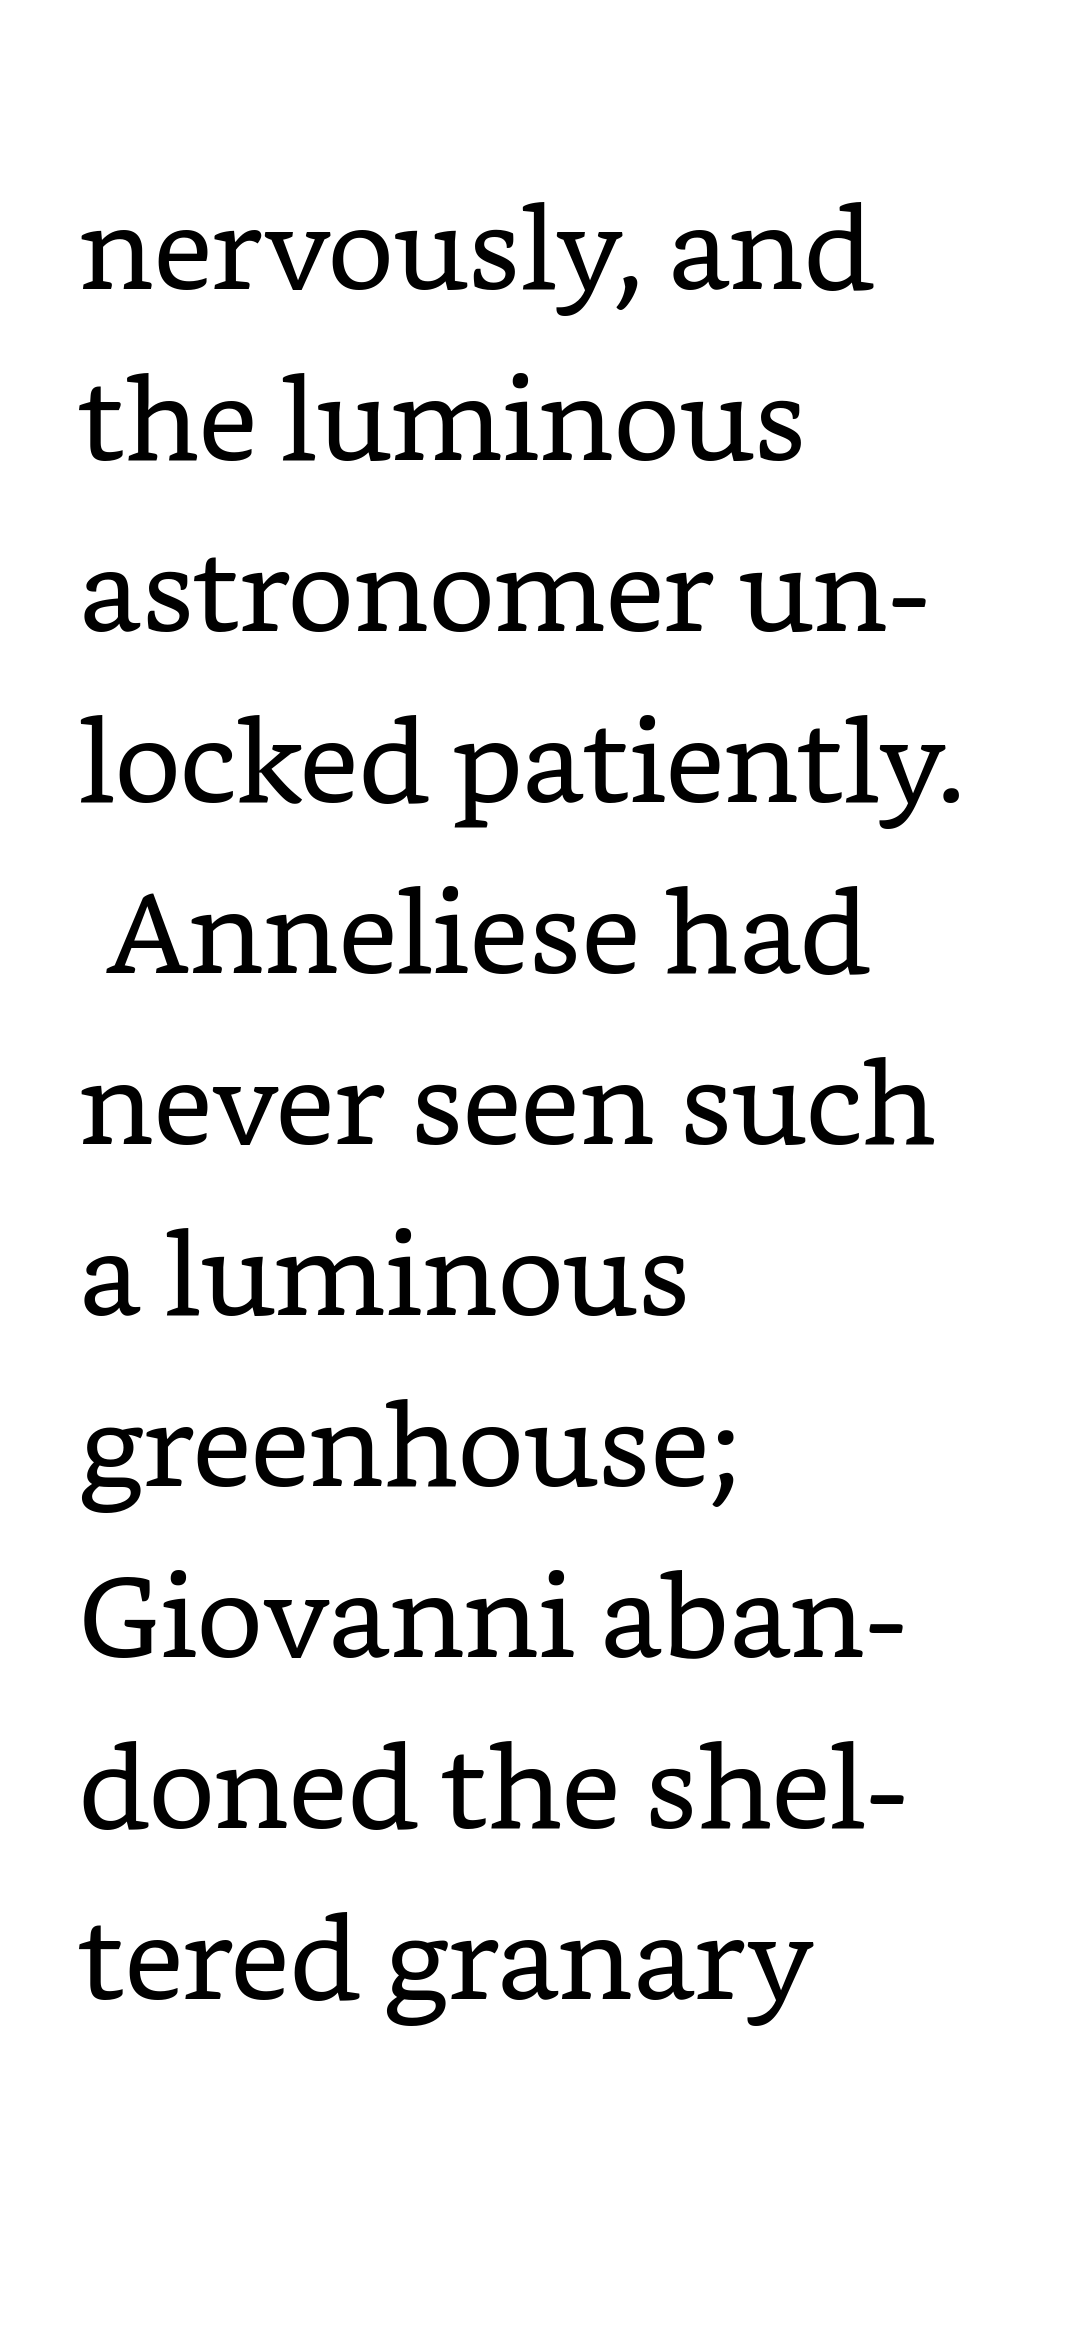 nervously, and
the luminous
astronomer un-
locked patiently.
Anneliese had
never seen such
a luminous
greenhouse;
Giovanni aban-
doned the shel-
tered granary